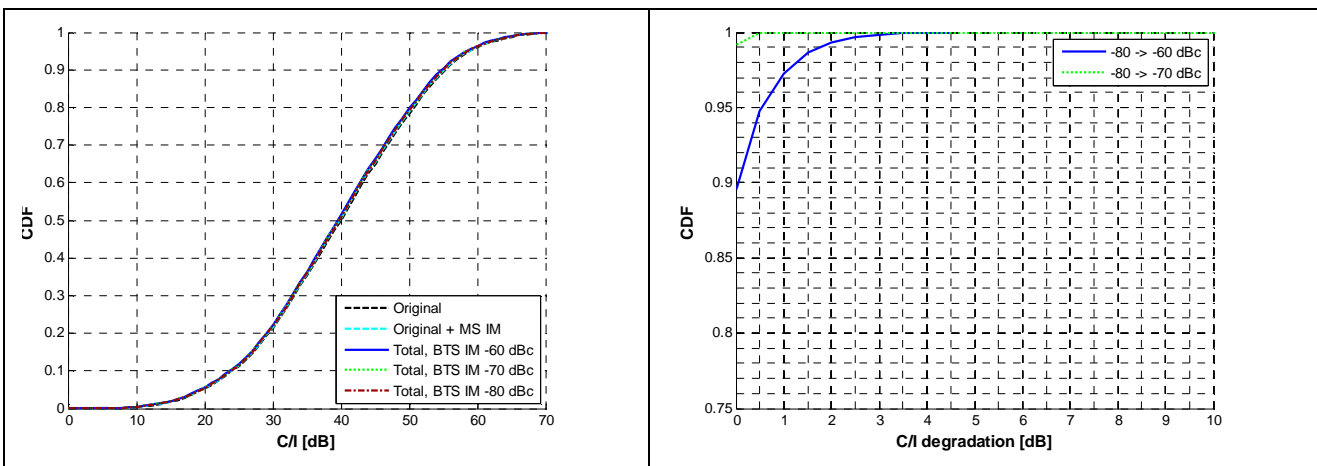 1
0.9
0.8
0.7
0.6
0.5
0.4
0.3
0.2
0.1
0
CDF
0 10 20 30 40 50 60 70
C/I [dB]
Original
Original + MS IM
Total, BTS IM -60 dBc
Total, BTS IM -70 dBc
Total, BTS IM -80 dBc
1
0.95
0.9
0.85
0.8
0.75
CDF
0 1 2 3 4 5 6 7 8 9 10
C/I degradation [dB]
-80 -> -60 dBc
-80 -> -70 dBc